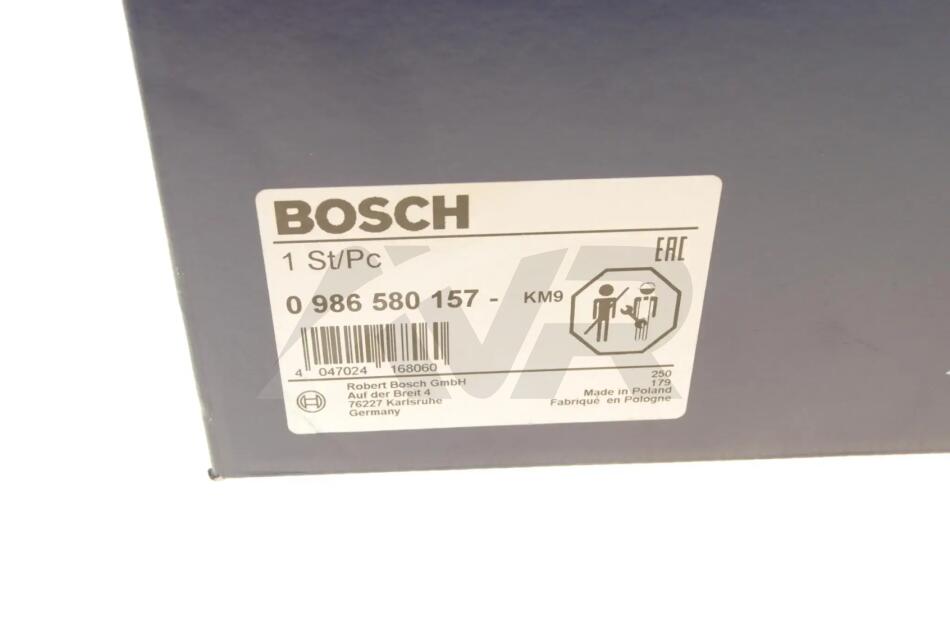 BOSCH
1 St/Pc
EAC
0 986 580 157 - KM9
4 047024 168060
Robert Bosch GmbH
Auf der Breit 4
76227 Karlsruhe
Germany
250
179
Made in Poland
Fabriqué en Pologne
AVR